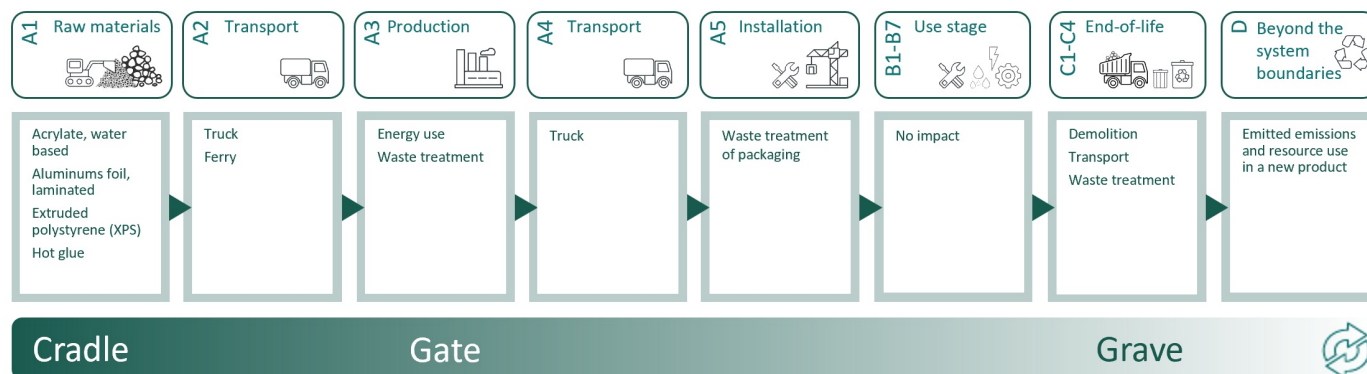 A1
Raw materials
A2
Transport
A3
Production
A4
Transport
A5
Installation
B1-B7
Use stage
C1-C4
End-of-life
D
Beyond the
system
boundaries
Acrylate, water
based
Aluminums foil,
laminated
Extruded
polystyrene (XPS)
Hot glue
Truck
Ferry
Energy use
Waste treatment
Truck
Waste treatment
of packaging
No impact
Demolition
Transport
Waste treatment
Emitted emissions
and resource use
in a new product
Cradle
Gate
Grave